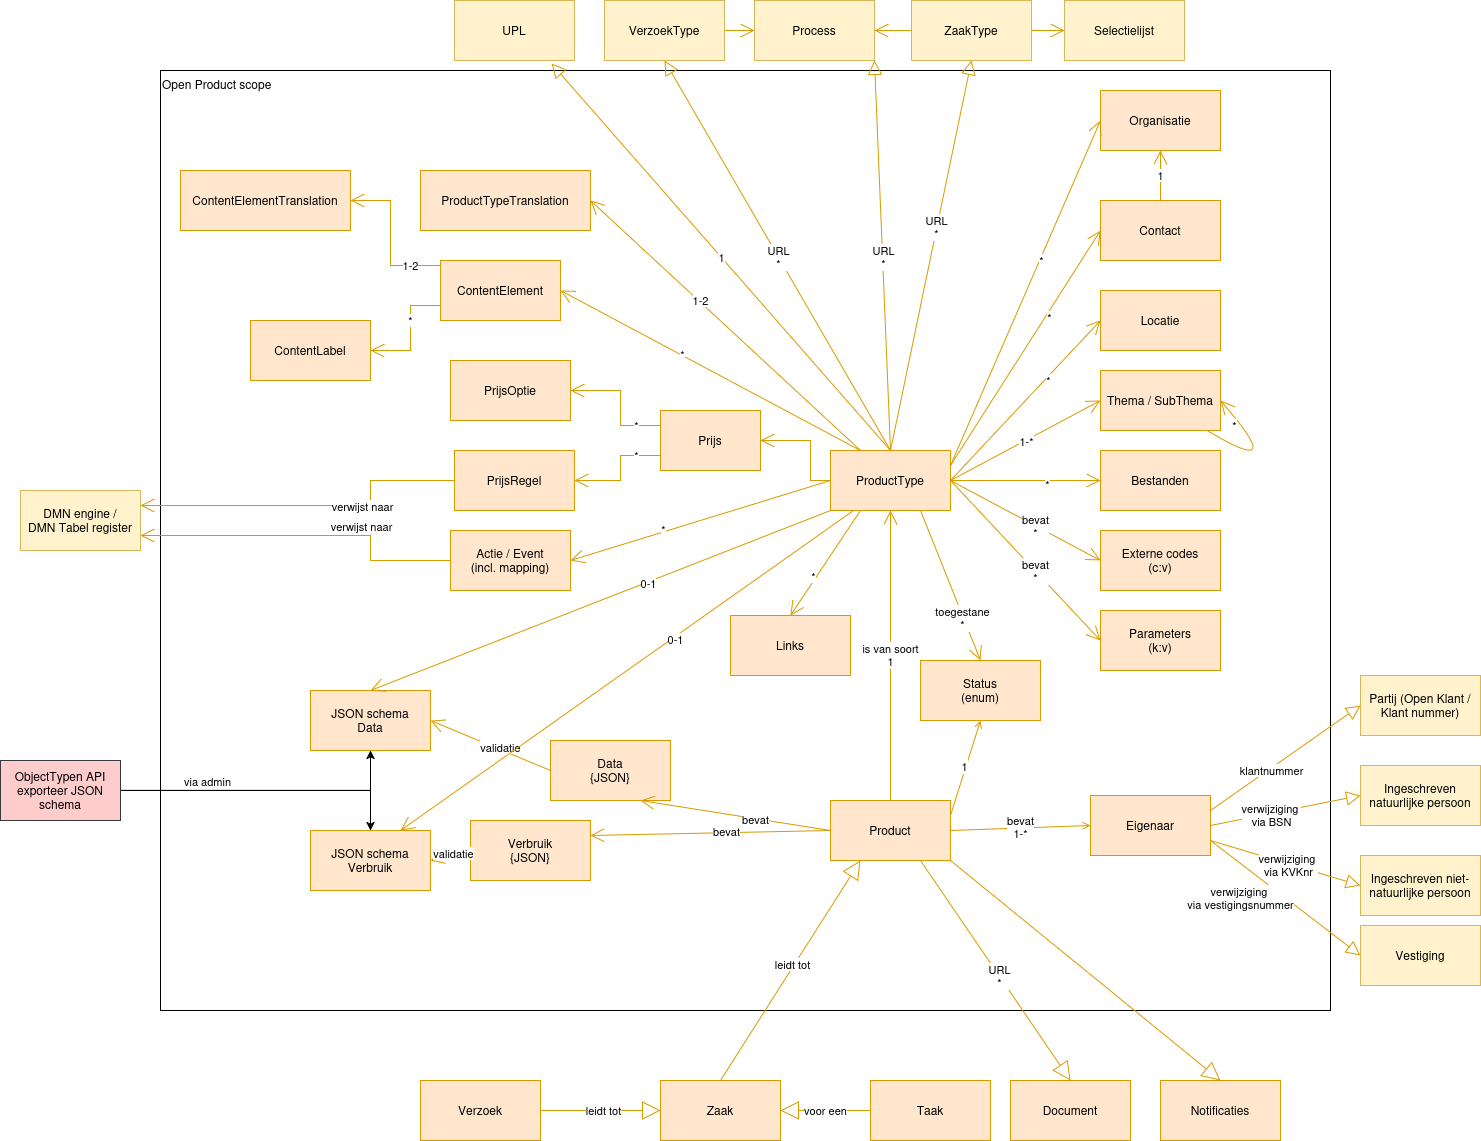 UPL
VerzoekType
Process
ZaakType
Selectielijst
Open Product scope
Organisatie
1
Contact
ContentElementTranslation
ProductTypeTranslation
URL
*
URL
*
URL
*
1
*
1-2
ContentElement
1-2
*
*
Locatie
ContentLabel
*
*
PrijsOptie
Thema / SubThema
*
*
Prijs
1-*
*
PrijsRegel
ProductType
*
Bestanden
DMN engine /
DMN Tabel register
verwijst naar
verwijst naar
Actie / Event
(incl. mapping)
*
bevat
*
Externe codes
(c:v)
bevat
*
0-1
*
toegestane
*
Parameters
(k:v)
0-1
Links
is van soort
1
Status
(enum)
JSON schema
Data
validatie
Data
{JSON}
1
Partij (Open Klant /
Klant nummer)
klantnummer
ObjectTypen API
exporteer JSON
schema
via admin
Ingeschreven
natuurlijke persoon
verwijziging
via BSN
JSON schema
Verbruik
validatie
Verbruik
{JSON}
bevat
bevat
Product
bevat
1-*
Eigenaar
verwijziging
via KVKnr
Ingeschreven niet-
natuurlijke persoon
verwijziging
via vestigingsnummer
Vestiging
leidt tot
URL
*
Verzoek
leidt tot
Zaak
voor een
Taak
Document
Notificaties